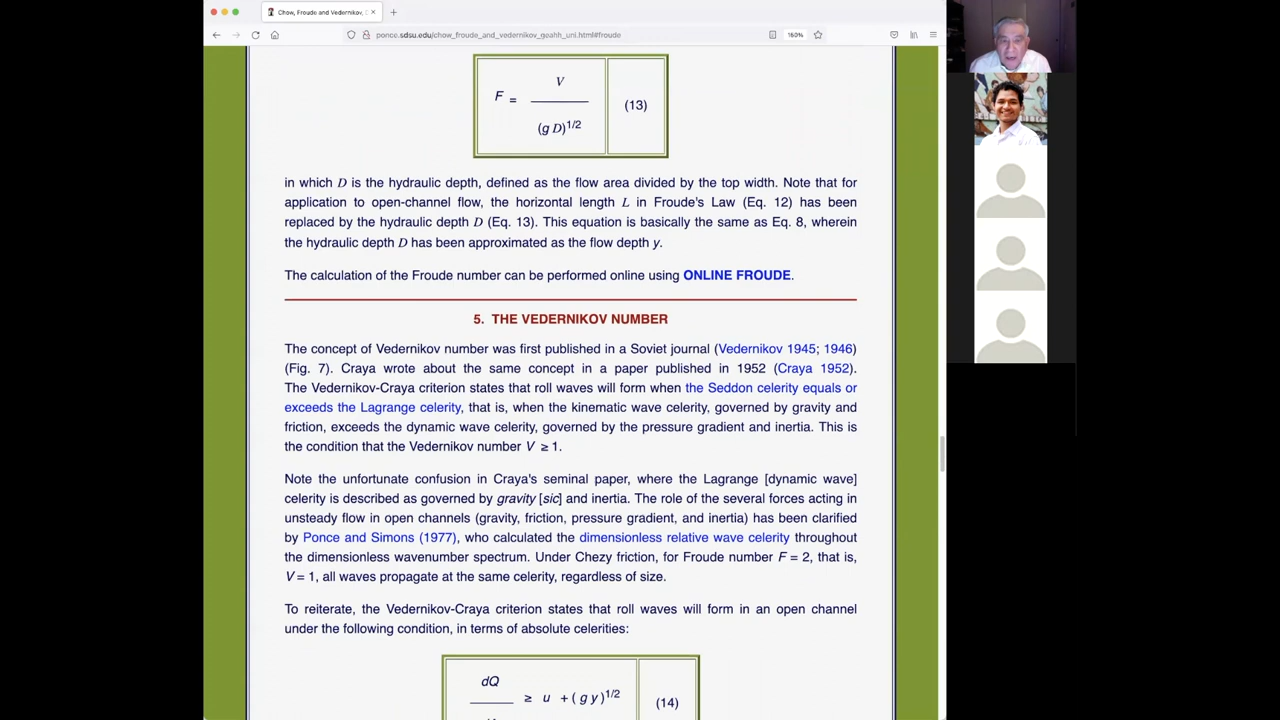 Chow, Froude and Vedernikov,
ponce.sdsu.edu/chow_froude_and_vedernikov_geahh_uni.html#froude
160%
V
F =
(13)
(g D)1/2
in which D is the hydraulic depth, defined as the flow area divided by the top width. Note that for
application to open-channel flow, the horizontal length L in Froude's Law (Eq. 12) has been
replaced by the hydraulic depth D (Eq. 13). This equation is basically the same as Eq. 8, wherein
the hydraulic depth D has been approximated as the flow depth y.
The calculation of the Froude number can be performed online using ONLINE FROUDE.
5. THE VEDERNIKOV NUMBER
The concept of Vedernikov number was first published in a Soviet journal (Vedernikov 1945; 1946)
(Fig. 7). Craya wrote about the same concept in a paper published in 1952 (Craya 1952).
The Vedernikov-Craya criterion states that roll waves will form when the Seddon celerity equals or
exceeds the Lagrange celerity, that is, when the kinematic wave celerity, governed by gravity and
friction, exceeds the dynamic wave celerity, governed by the pressure gradient and inertia. This is
the condition that the Vedernikov number V ≥ 1.
Note the unfortunate confusion in Craya's seminal paper, where the Lagrange [dynamic wave]
celerity is described as governed by gravity [sic] and inertia. The role of the several forces acting in
unsteady flow in open channels (gravity, friction, pressure gradient, and inertia) has been clarified
by Ponce and Simons (1977), who calculated the dimensionless relative wave celerity throughout
the dimensionless wavenumber spectrum. Under Chezy friction, for Froude number F = 2, that is,
V = 1, all waves propagate at the same celerity, regardless of size.
To reiterate, the Vedernikov-Craya criterion states that roll waves will form in an open channel
under the following condition, in terms of absolute celerities:
dQ
≥ u + ( g y )1/2
(14)